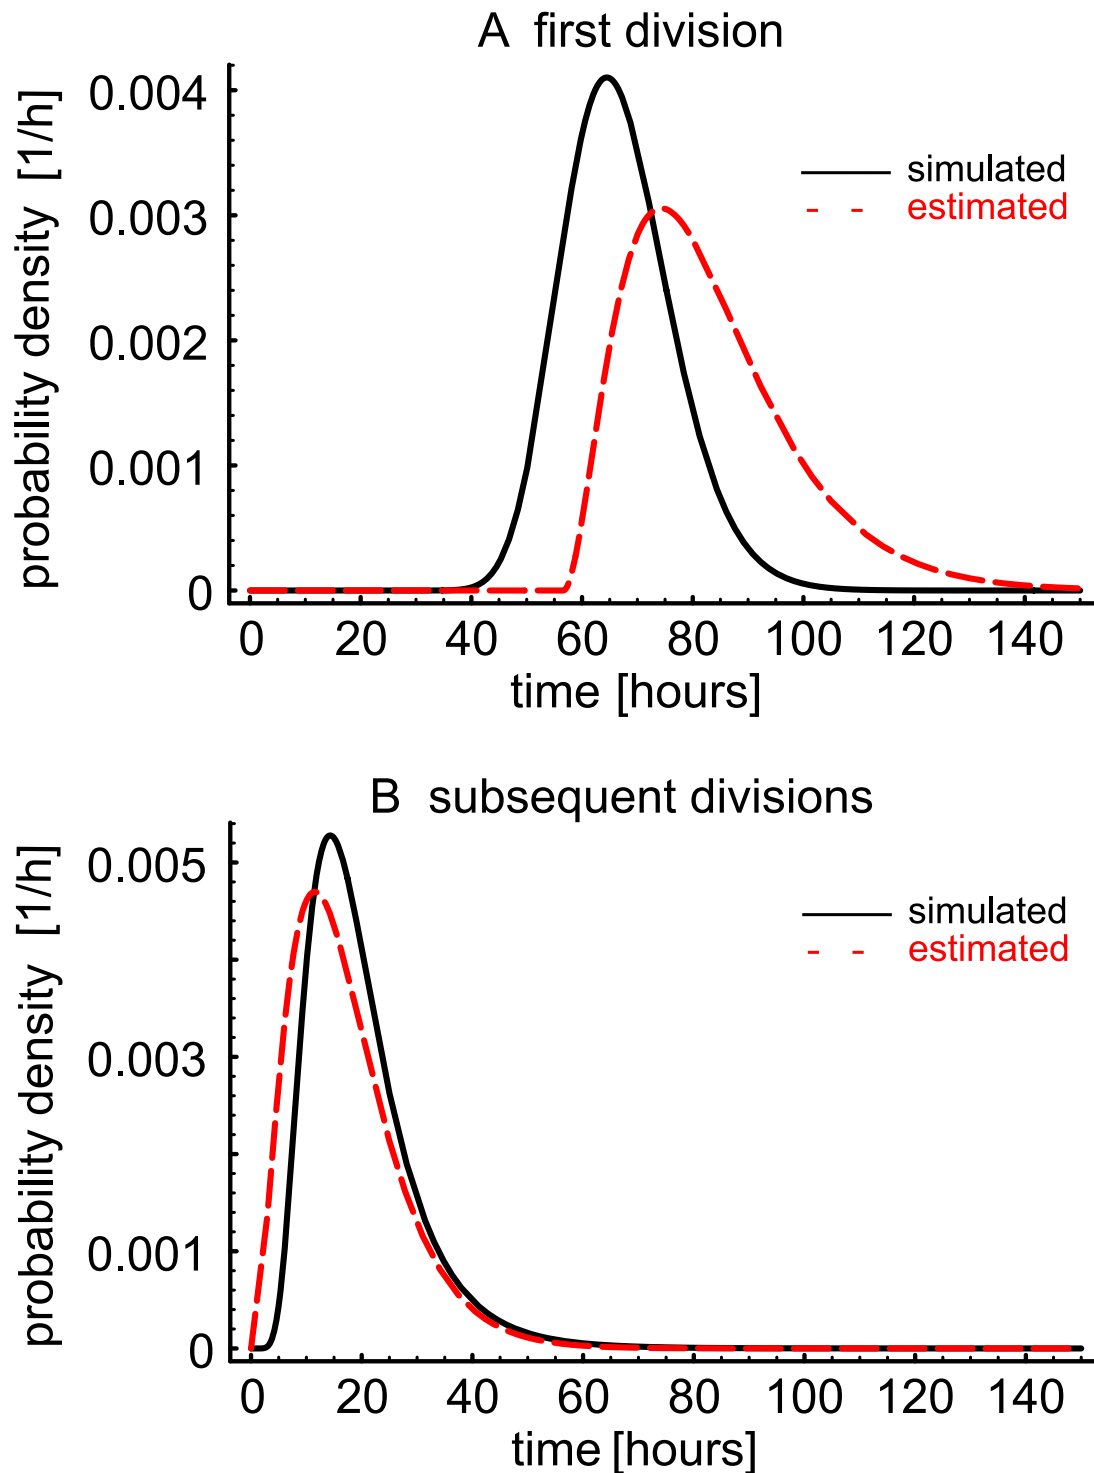 A first division
probability density [1/h]
0.004
0.003
0.002
0.001
0
simulated
estimated
0 20 40 60 80 100 120 140
time [hours]
B subsequent divisions
probability density [1/h]
0.005
0.003
0.001
0
simulated
estimated
0 20 40 60 80 100 120 140
time [hours]